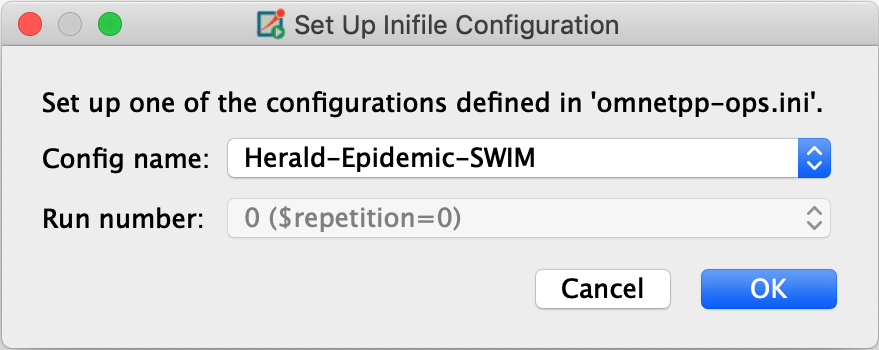 Set Up Inifile Configuration
Set up one of the configurations defined in 'omnetpp-ops.ini'.
Config name: Herald-Epidemic-SWIM
Run number: 0 ($repetition=0)
Cancel OK